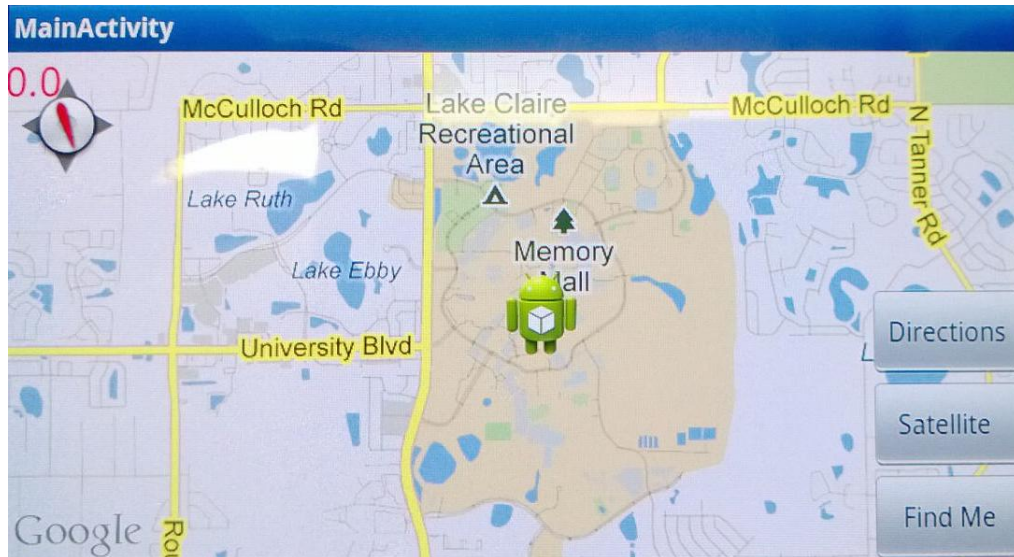 MainActivity
0.0
McCulloch Rd
Lake Claire
Recreational
Area
McCulloch Rd
N Tanner Rd
Lake Ruth
Memory
Mall
Lake Ebby
University Blvd
Directions
Satellite
Find Me
Google